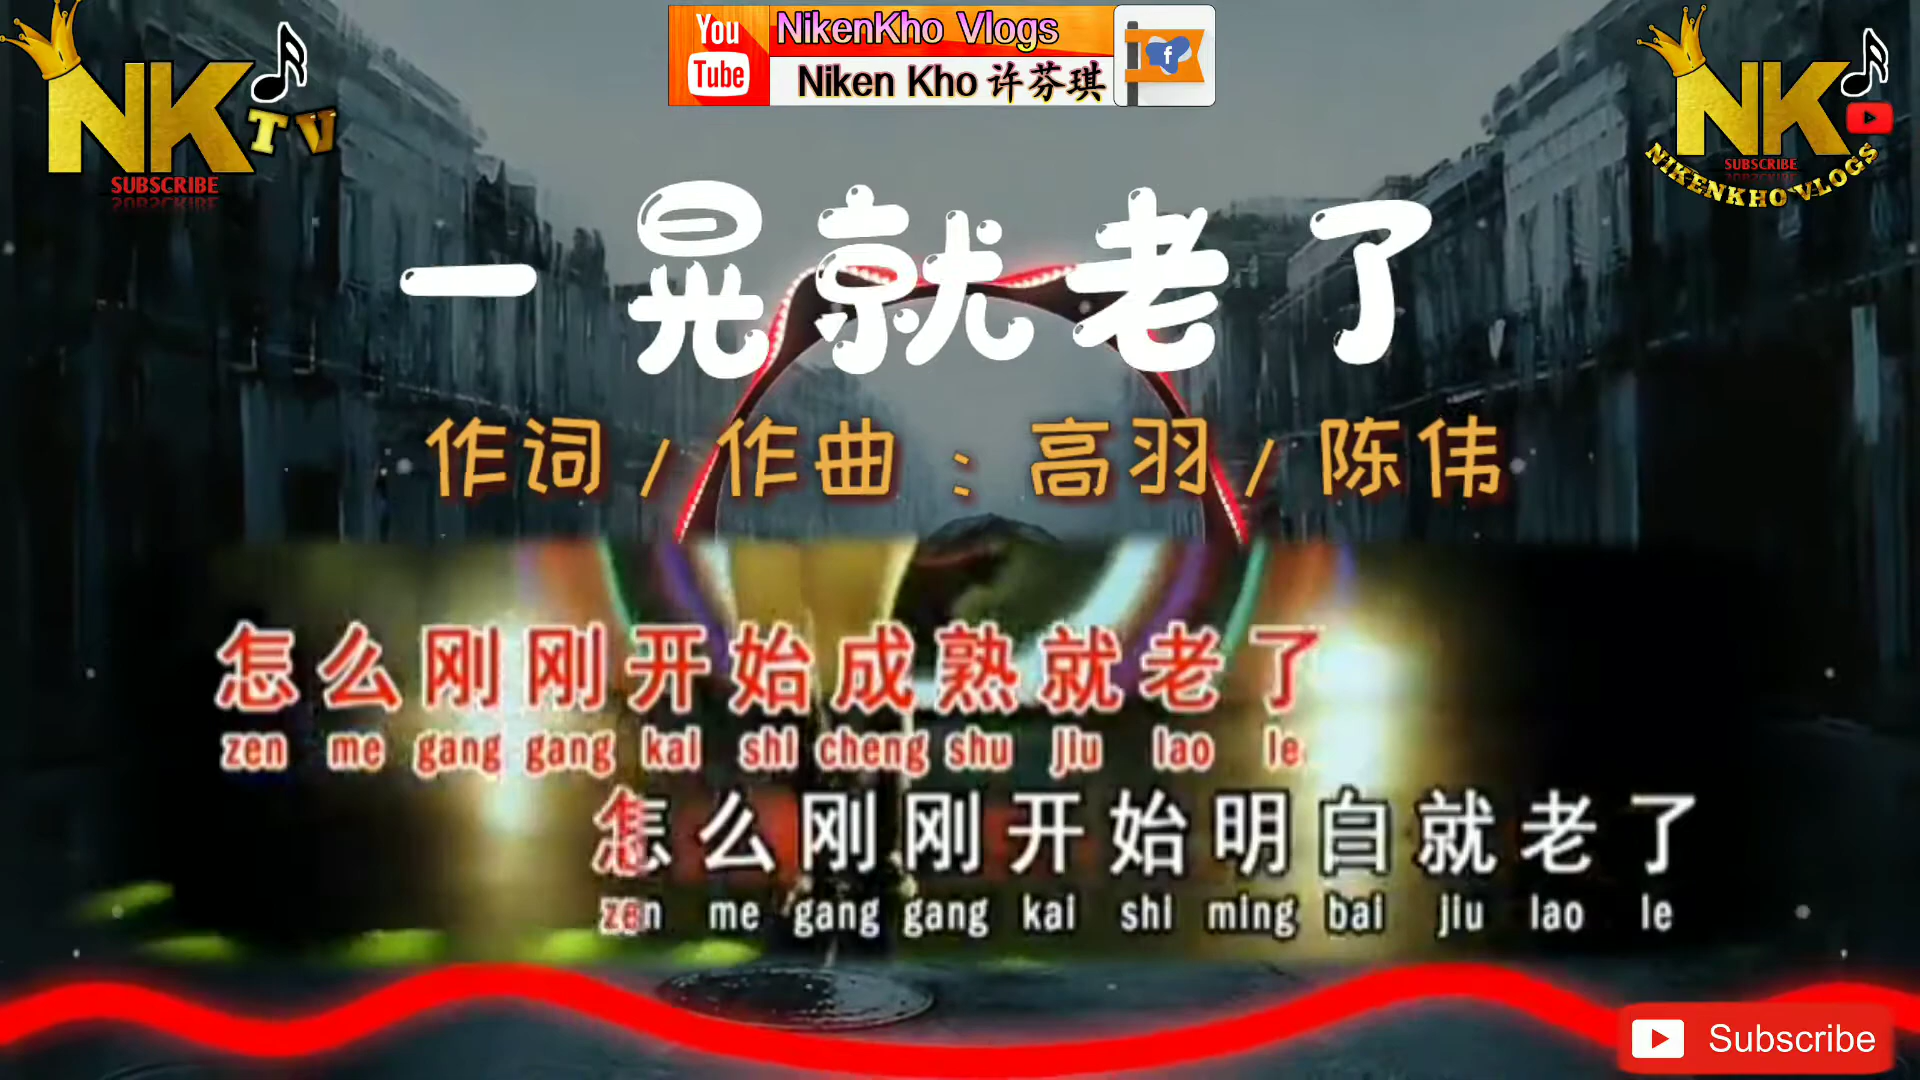 You Tube
NikenKho Vlogs
Niken Kho 许芬琪
f
NK TV
SUBSCRIBE
NK
SUBSCRIBE
NIKENKHO VLOGS
一晃就老了
作词 / 作曲 : 高羽 / 陈伟
怎么刚刚开始成熟就老了
zen me gang gang kai shi cheng shu jiu lao le
怎么刚刚开始明白就老了
zen me gang gang kai shi ming bai jiu lao le
Subscribe